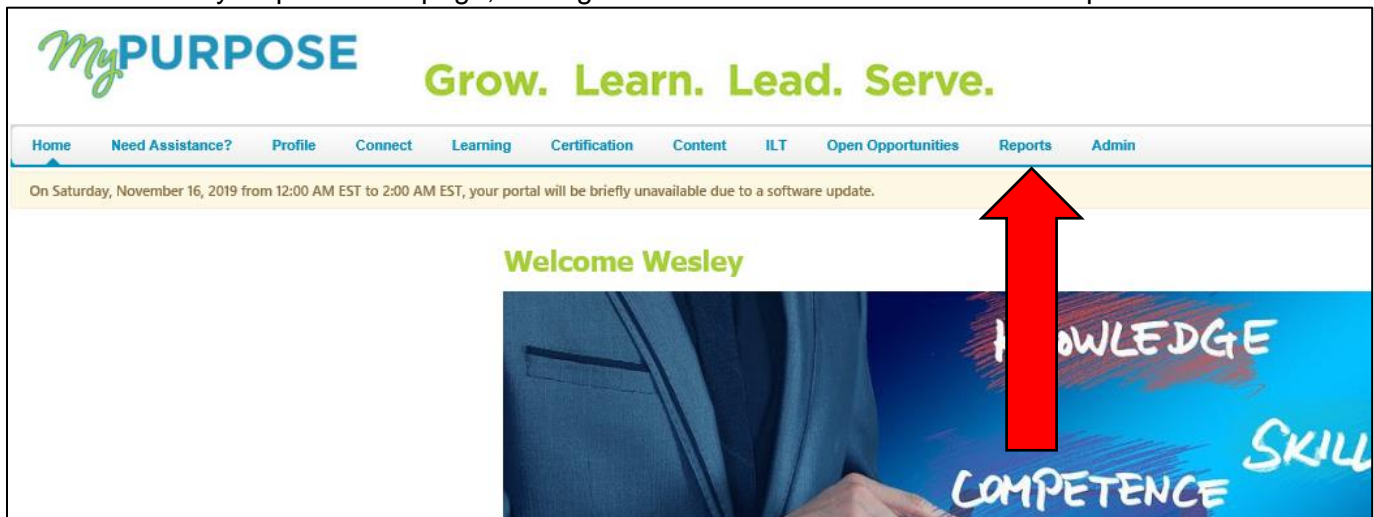 MyPURPOSE
Grow. Learn. Lead. Serve.
Home Need Assistance? Profile Connect Learning Certification Content ILT Open Opportunities Reports Admin
On Saturday, November 16, 2019 from 12:00 AM EST to 2:00 AM EST, your portal will be briefly unavailable due to a software update.
Welcome Wesley
SKILL
COMPETENCE